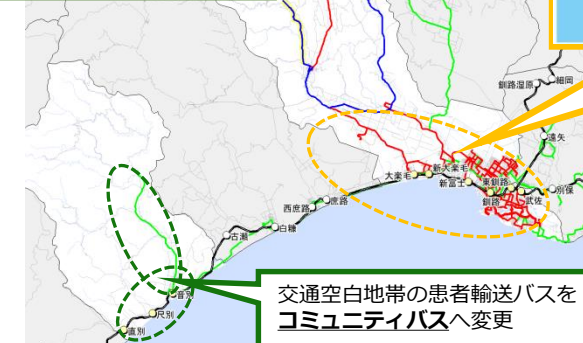 釧路湿原
細岡
遠矢
新大楽毛
大楽毛
新富士
東釧路
釧路
武佐
別保
西庶路
庶路
白糠
古瀬
音別
尺別
直別
交通空白地帯の患者輸送バスを
コミュニティバスへ変更